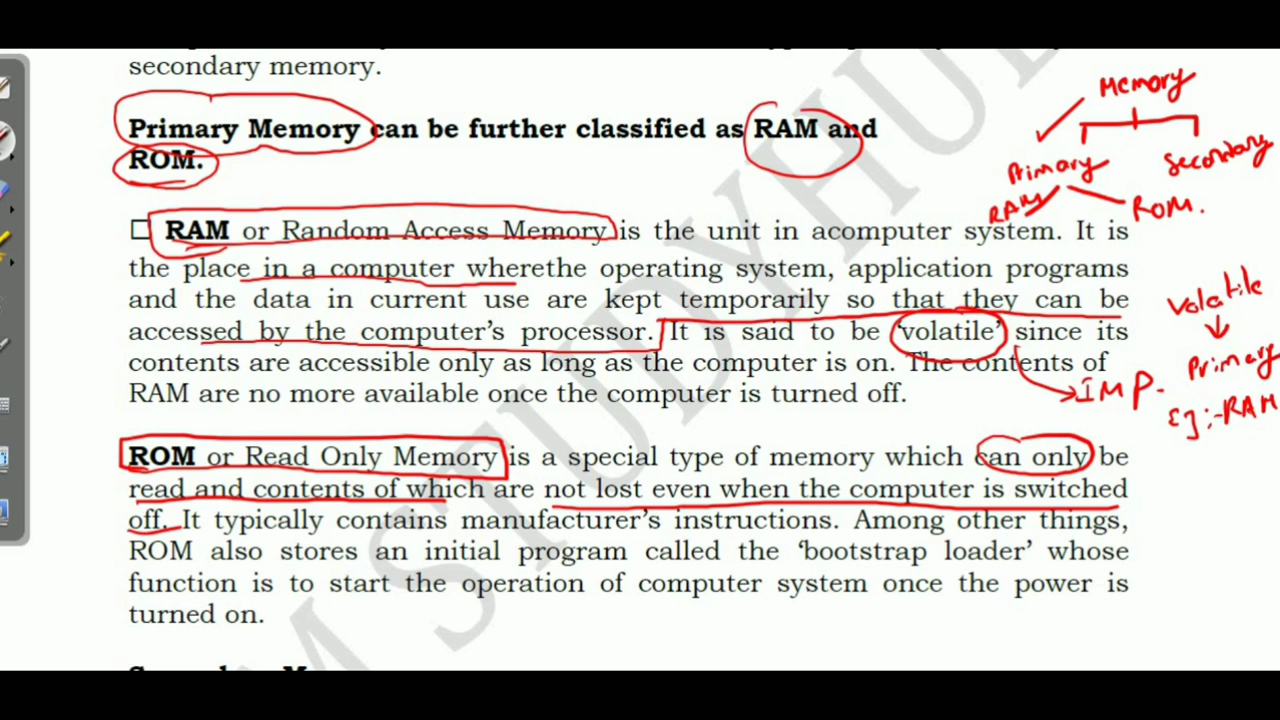 secondary memory.
Primary Memory can be further classified as RAM and
ROM.
☐ RAM or Random Access Memory is the unit in acomputer system. It is
the place in a computer wherethe operating system, application programs
and the data in current use are kept temporarily so that they can be
accessed by the computer's processor. It is said to be 'volatile' since its
contents are accessible only as long as the computer is on. The contents of
RAM are no more available once the computer is turned off.
ROM or Read Only Memory is a special type of memory which can only be
read and contents of which are not lost even when the computer is switched
off. It typically contains manufacturer's instructions. Among other things,
ROM also stores an initial program called the 'bootstrap loader' whose
function is to start the operation of computer system once the power is
turned on.
Memory
Primary Secondary
RAM ROM.
Volatile
Primary
IMP.
Ej:-RAM
M STUDYHU